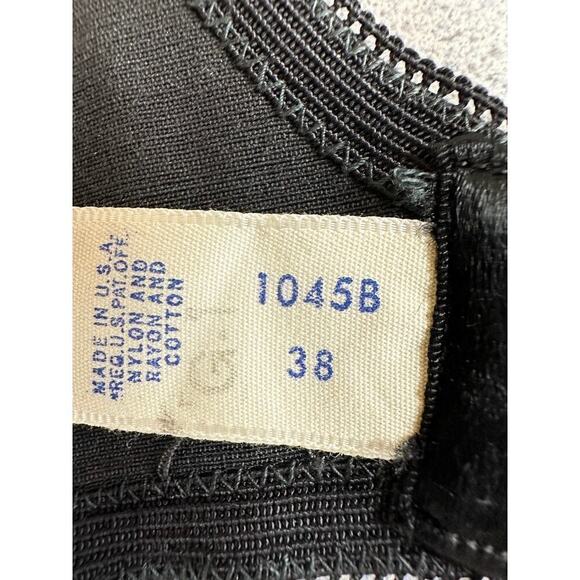 MADE IN U.S.A.
*REG.U.S.PAT.OFF.
NYLON AND
RAYON AND
COTTON
1045B
38